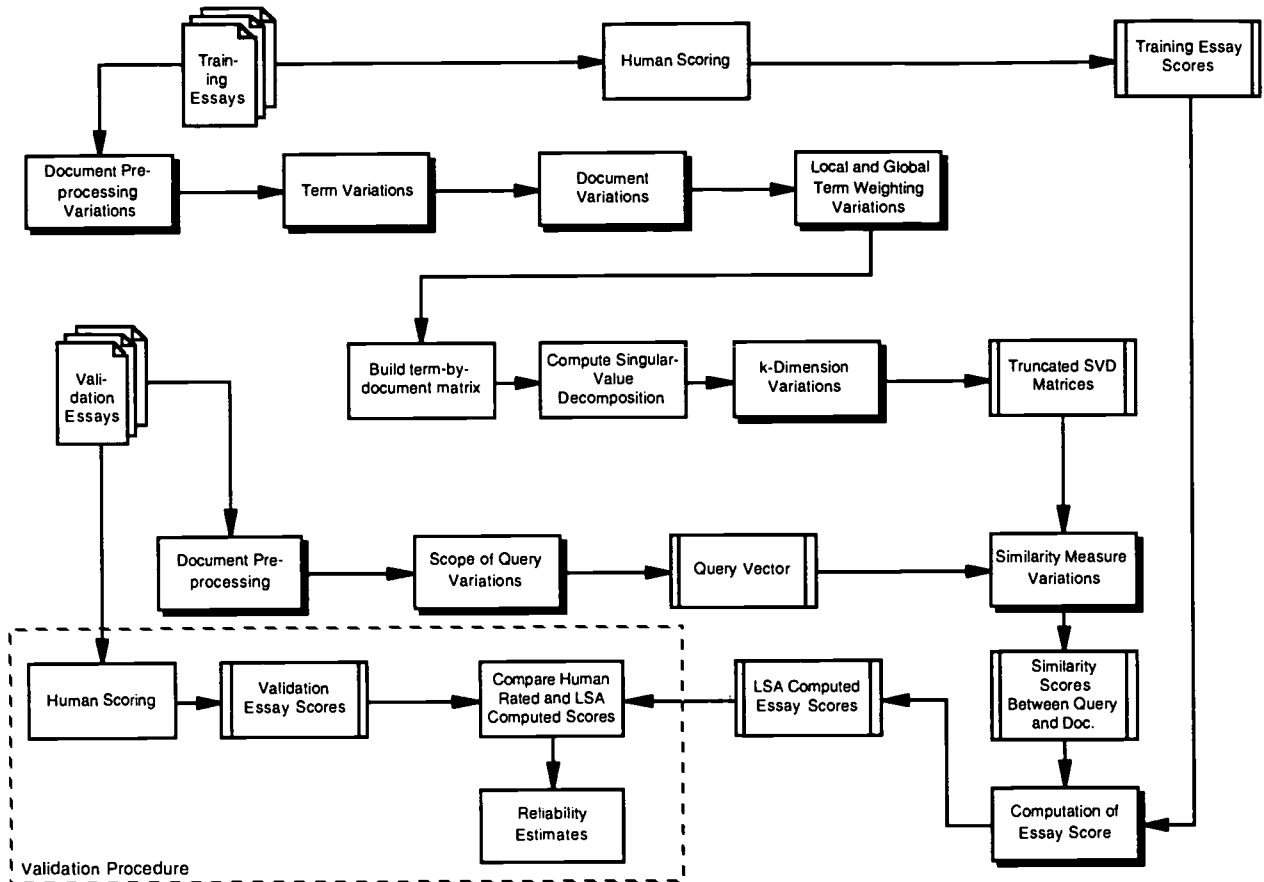 Train-
ing
Essays
Human Scoring
Training Essay
Scores
Document Pre-
processing
Variations
Term Variations
Document
Variations
Local and Global
Term Weighting
Variations
Vali-
dation
Essays
Build term-by-
document matrix
Compute Singular-
Value
Decomposition
k-Dimension
Variations
Truncated SVD
Matrices
Document Pre-
processing
Scope of Query
Variations
Query Vector
Similarity Measure
Variations
Human Scoring
Validation
Essay Scores
Compare Human
Rated and LSA
Computed Scores
LSA Computed
Essay Scores
Similarity
Scores
Between Query
and Doc.
Reliability
Estimates
Computation of
Essay Score
Validation Procedure